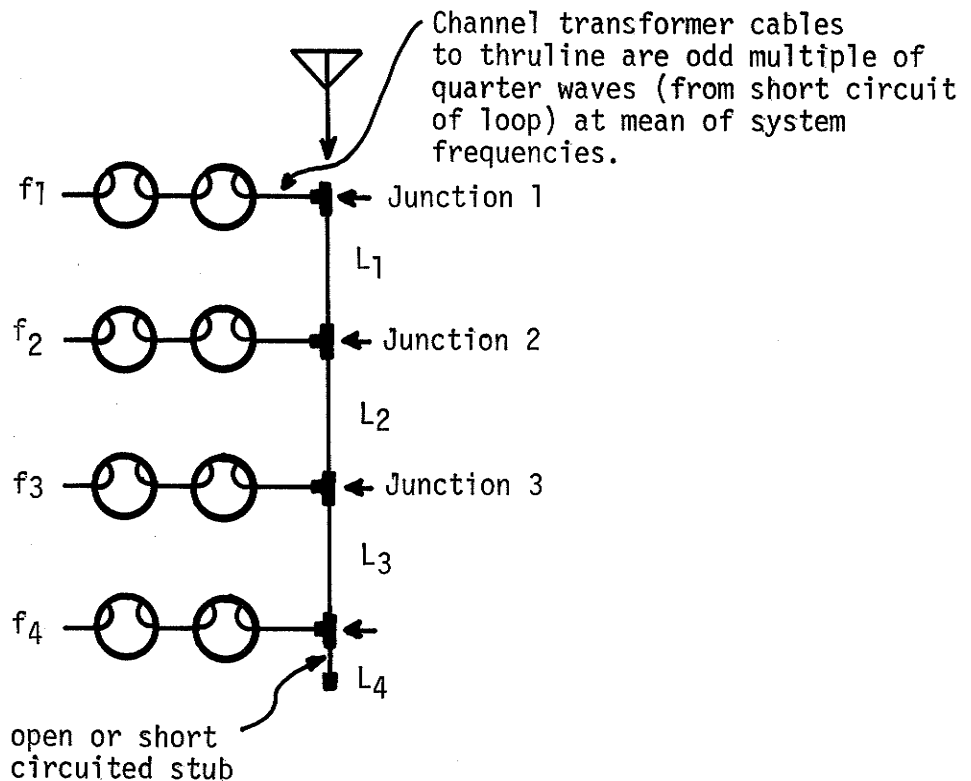 Channel transformer cables
to thruline are odd multiple of
quarter waves (from short circuit
of loop) at mean of system
frequencies.
f1
Junction 1
L1
f2
Junction 2
L2
f3
Junction 3
L3
f4
L4
open or short
circuited stub